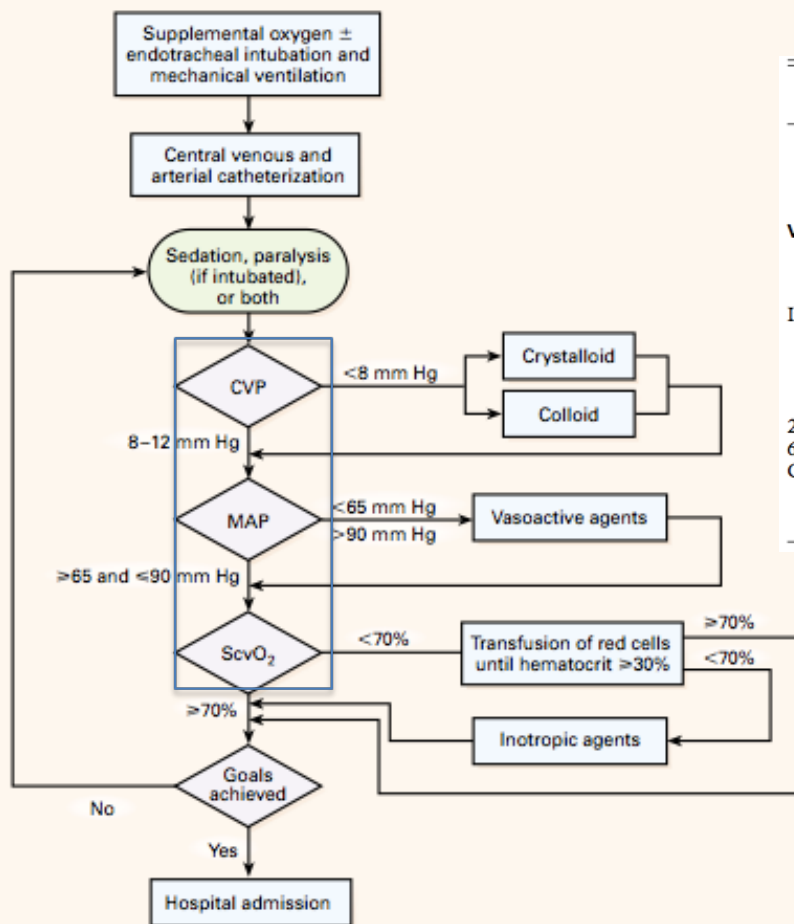 Supplemental oxygen ±
endotracheal intubation and
mechanical ventilation
Central venous and
arterial catheterization
Sedation, paralysis
(if intubated),
or both
CVP
<8 mm Hg
Crystalloid
Colloid
8–12 mm Hg
MAP
<65 mm Hg
>90 mm Hg
Vasoactive agents
≥65 and ≤90 mm Hg
ScvO₂
<70%
Transfusion of red cells
until hematocrit ≥30%
≥70%
<70%
≥70%
Inotropic agents
Goals
achieved
No
Yes
Hospital admission